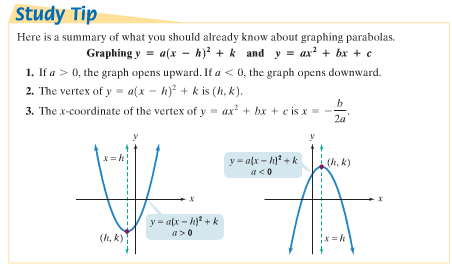 Study Tip
Here is a summary of what you should already know about graphing parabolas.
Graphing y = a(x − h)² + k and y = ax² + bx + c
1. If a > 0, the graph opens upward. If a < 0, the graph opens downward.
2. The vertex of y = a(x − h)² + k is (h, k).
3. The x-coordinate of the vertex of y = ax² + bx + c is x = −b/2a.
y
x = h
x
(h, k)
y = a(x − h)² + k
a > 0
y
y = a(x − h)² + k
a < 0
(h, k)
x
x = h